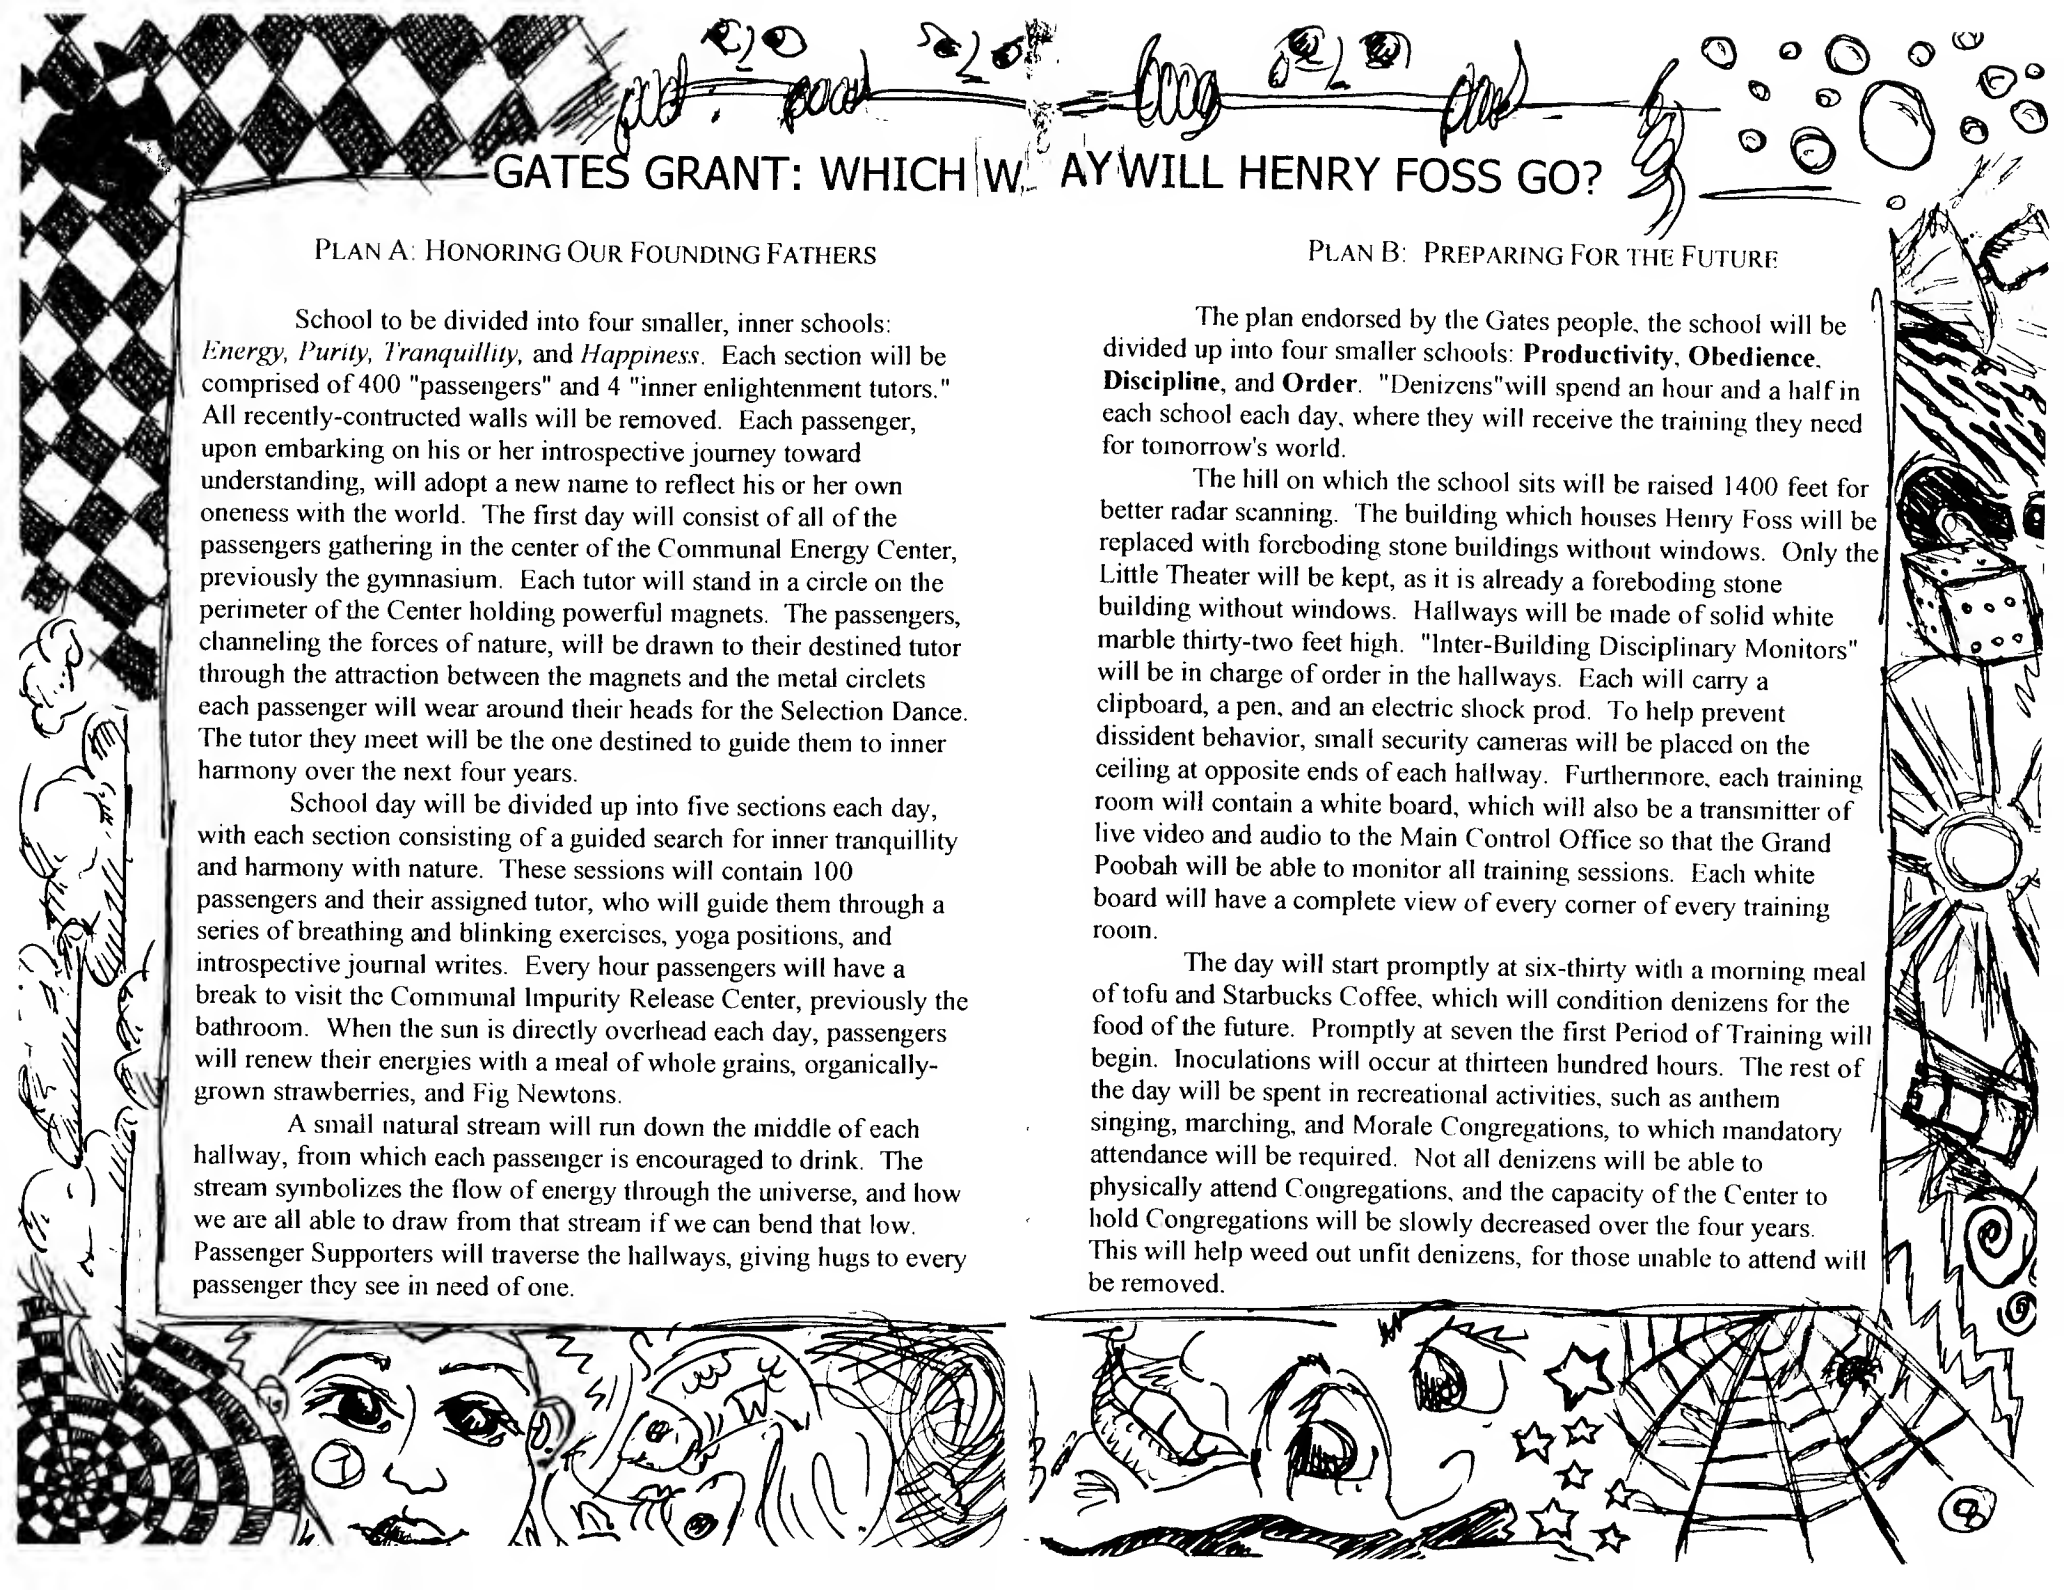 GATES GRANT: WHICH WAY WILL HENRY FOSS GO?
PLAN A: HONORING OUR FOUNDING FATHERS
School to be divided into four smaller, inner schools:
Energy, Purity, Tranquillity, and Happiness. Each section will be
comprised of 400 "passengers" and 4 "inner enlightenment tutors."
All recently-contructed walls will be removed. Each passenger,
upon embarking on his or her introspective journey toward
understanding, will adopt a new name to reflect his or her own
oneness with the world. The first day will consist of all of the
passengers gathering in the center of the Communal Energy Center,
previously the gymnasium. Each tutor will stand in a circle on the
perimeter of the Center holding powerful magnets. The passengers,
channeling the forces of nature, will be drawn to their destined tutor
through the attraction between the magnets and the metal circlets
each passenger will wear around their heads for the Selection Dance.
The tutor they meet will be the one destined to guide them to inner
harmony over the next four years.
School day will be divided up into five sections each day,
with each section consisting of a guided search for inner tranquillity
and harmony with nature. These sessions will contain 100
passengers and their assigned tutor, who will guide them through a
series of breathing and blinking exercises, yoga positions, and
introspective journal writes. Every hour passengers will have a
break to visit the Communal Impurity Release Center, previously the
bathroom. When the sun is directly overhead each day, passengers
will renew their energies with a meal of whole grains, organically-
grown strawberries, and Fig Newtons.
A small natural stream will run down the middle of each
hallway, from which each passenger is encouraged to drink. The
stream symbolizes the flow of energy through the universe, and how
we are all able to draw from that stream if we can bend that low.
Passenger Supporters will traverse the hallways, giving hugs to every
passenger they see in need of one.
PLAN B: PREPARING FOR THE FUTURE
The plan endorsed by the Gates people, the school will be
divided up into four smaller schools: Productivity, Obedience,
Discipline, and Order. "Denizens"will spend an hour and a half in
each school each day, where they will receive the training they need
for tomorrow's world.
The hill on which the school sits will be raised 1400 feet for
better radar scanning. The building which houses Henry Foss will be
replaced with foreboding stone buildings without windows. Only the
Little Theater will be kept, as it is already a foreboding stone
building without windows. Hallways will be made of solid white
marble thirty-two feet high. "Inter-Building Disciplinary Monitors"
will be in charge of order in the hallways. Each will carry a
clipboard, a pen, and an electric shock prod. To help prevent
dissident behavior, small security cameras will be placed on the
ceiling at opposite ends of each hallway. Furthermore, each training
room will contain a white board, which will also be a transmitter of
live video and audio to the Main Control Office so that the Grand
Poobah will be able to monitor all training sessions. Each white
board will have a complete view of every corner of every training
room.
The day will start promptly at six-thirty with a morning meal
of tofu and Starbucks Coffee, which will condition denizens for the
food of the future. Promptly at seven the first Period of Training will
begin. Inoculations will occur at thirteen hundred hours. The rest of
the day will be spent in recreational activities, such as anthem
singing, marching, and Morale Congregations, to which mandatory
attendance will be required. Not all denizens will be able to
physically attend Congregations, and the capacity of the Center to
hold Congregations will be slowly decreased over the four years.
This will help weed out unfit denizens, for those unable to attend will
be removed.
7
8